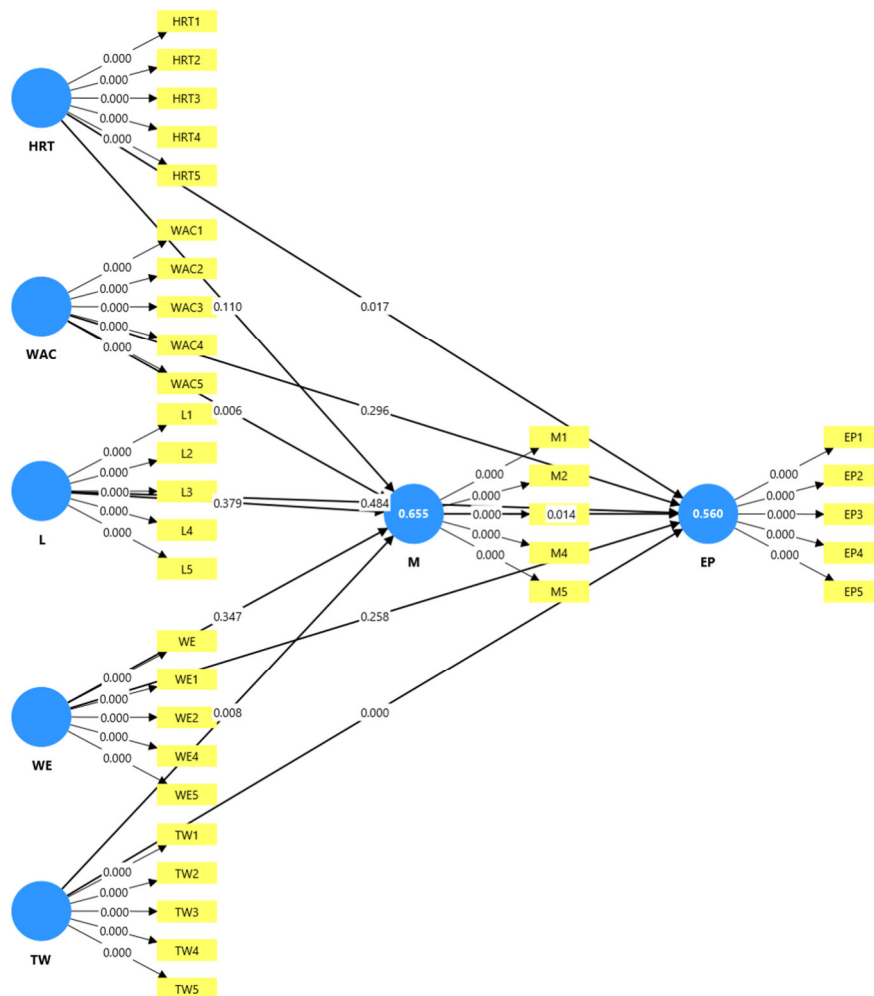 HRT1
0.000
HRT2
0.000
HRT3
0.000
HRT4
0.000
HRT5
0.000
HRT
WAC1
0.000
WAC2
0.000
WAC3
0.000
WAC4
0.000
WAC5
0.000
WAC
0.110
0.017
0.006
0.296
L1
0.000
L2
0.000
L3
0.000
L4
0.000
L5
0.000
L
0.379
0.484
M1
0.000
M2
0.000
0.014
0.000
M4
0.000
M5
0.000
0.655
M
0.560
EP
EP1
0.000
EP2
0.000
EP3
0.000
EP4
0.000
EP5
0.000
0.347
0.258
WE
0.000
WE1
0.000
WE2
0.000
WE4
0.000
WE5
0.000
WE
0.008
0.000
TW1
0.000
TW2
0.000
TW3
0.000
TW4
0.000
TW5
0.000
TW